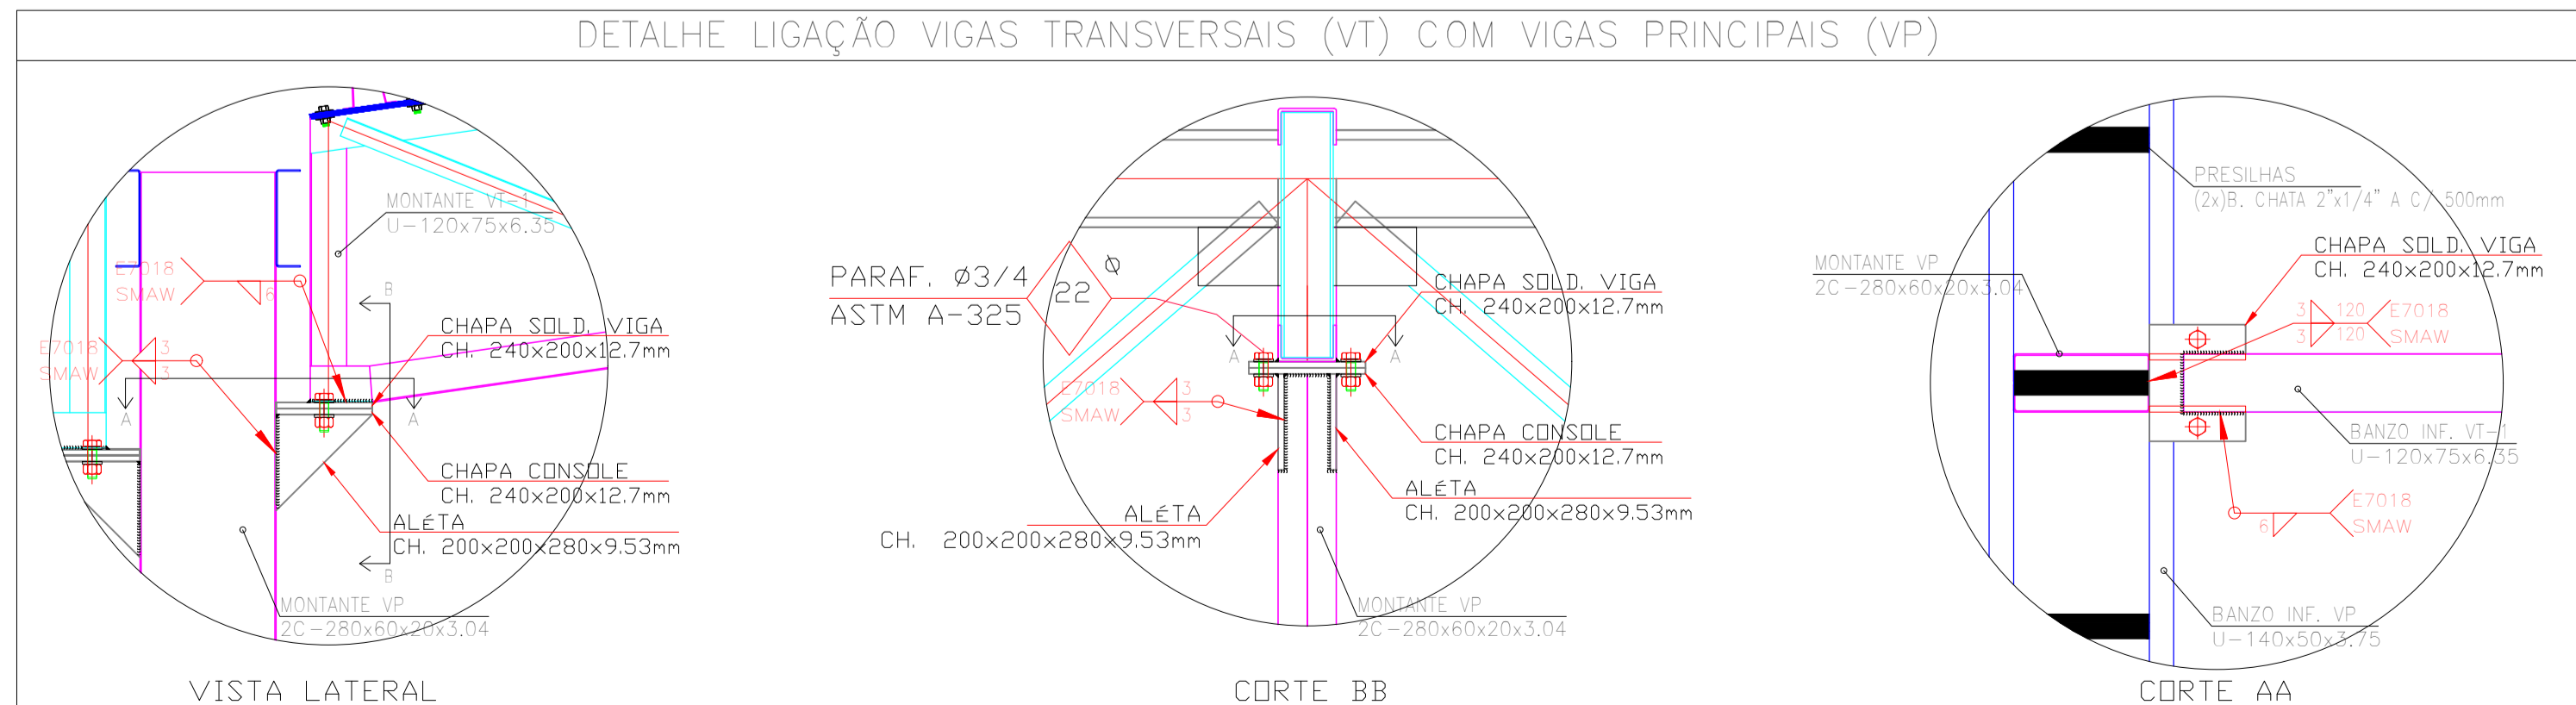 DETALHE LIGAÇÃO VIGAS TRANSVERSAIS (VT) COM VIGAS PRINCIPAIS (VP)
MONTANTE VT-1
U-120x75x6.35
E7018
SMAW
6
B
CHAPA SOLD. VIGA
CH. 240x200x12.7mm
E7018
SMAW
3
3
A
A
CHAPA CONSOLE
CH. 240x200x12.7mm
ALÉTA
CH. 200x200x280x9.53mm
B
MONTANTE VP
2C-280x60x20x3.04
VISTA LATERAL
PARAF. Ø3/4
ASTM A-325
22
Ø
CHAPA SOLD. VIGA
CH. 240x200x12.7mm
A
A
E7018
SMAW
3
3
CHAPA CONSOLE
CH. 240x200x12.7mm
ALÉTA
CH. 200x200x280x9.53mm
ALÉTA
CH. 200x200x280x9.53mm
MONTANTE VP
2C-280x60x20x3.04
CORTE BB
PRESILHAS
(2x)B. CHATA 2"x1/4" A C/ 500mm
CHAPA SOLD. VIGA
CH. 240x200x12.7mm
MONTANTE VP
2C-280x60x20x3.04
3 120
3 120
E7018
SMAW
BANZO INF. VT-1
U-120x75x6.35
6
E7018
SMAW
BANZO INF. VP
U-140x50x3.75
CORTE AA